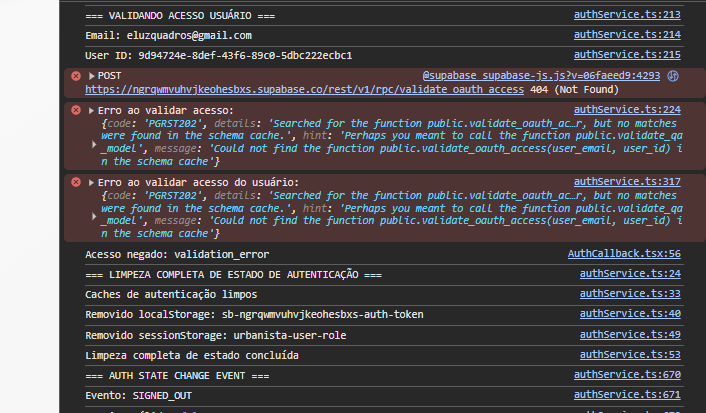 === VALIDANDO ACESSO USUÁRIO === authService.ts:213
Email: eluzquadros@gmail.com authService.ts:214
User ID: 9d94724e-8def-43f6-89c0-5dbc222ecbc1 authService.ts:215
POST @supabase_supabase-js.js?v=06faeed9:4293
https://ngrqwmvuhvjkeohesbxs.supabase.co/rest/v1/rpc/validate_oauth_access 404 (Not Found)
Erro ao validar acesso: authService.ts:224
{code: 'PGRST202', details: 'Searched for the function public.validate_oauth_ac…r, but no matches
were found in the schema cache.', hint: 'Perhaps you meant to call the function public.validate_qa
_model', message: 'Could not find the function public.validate_oauth_access(user_email, user_id) i
n the schema cache'}
Erro ao validar acesso do usuário: authService.ts:317
{code: 'PGRST202', details: 'Searched for the function public.validate_oauth_ac…r, but no matches
were found in the schema cache.', hint: 'Perhaps you meant to call the function public.validate_qa
_model', message: 'Could not find the function public.validate_oauth_access(user_email, user_id) i
n the schema cache'}
Acesso negado: validation_error AuthCallback.tsx:56
=== LIMPEZA COMPLETA DE ESTADO DE AUTENTICAÇÃO === authService.ts:24
Caches de autenticação limpos authService.ts:33
Removido localStorage: sb-ngrqwmvuhvjkeohesbxs-auth-token authService.ts:40
Removido sessionStorage: urbanista-user-role authService.ts:49
Limpeza completa de estado concluída authService.ts:53
=== AUTH STATE CHANGE EVENT === authService.ts:670
Evento: SIGNED_OUT authService.ts:671